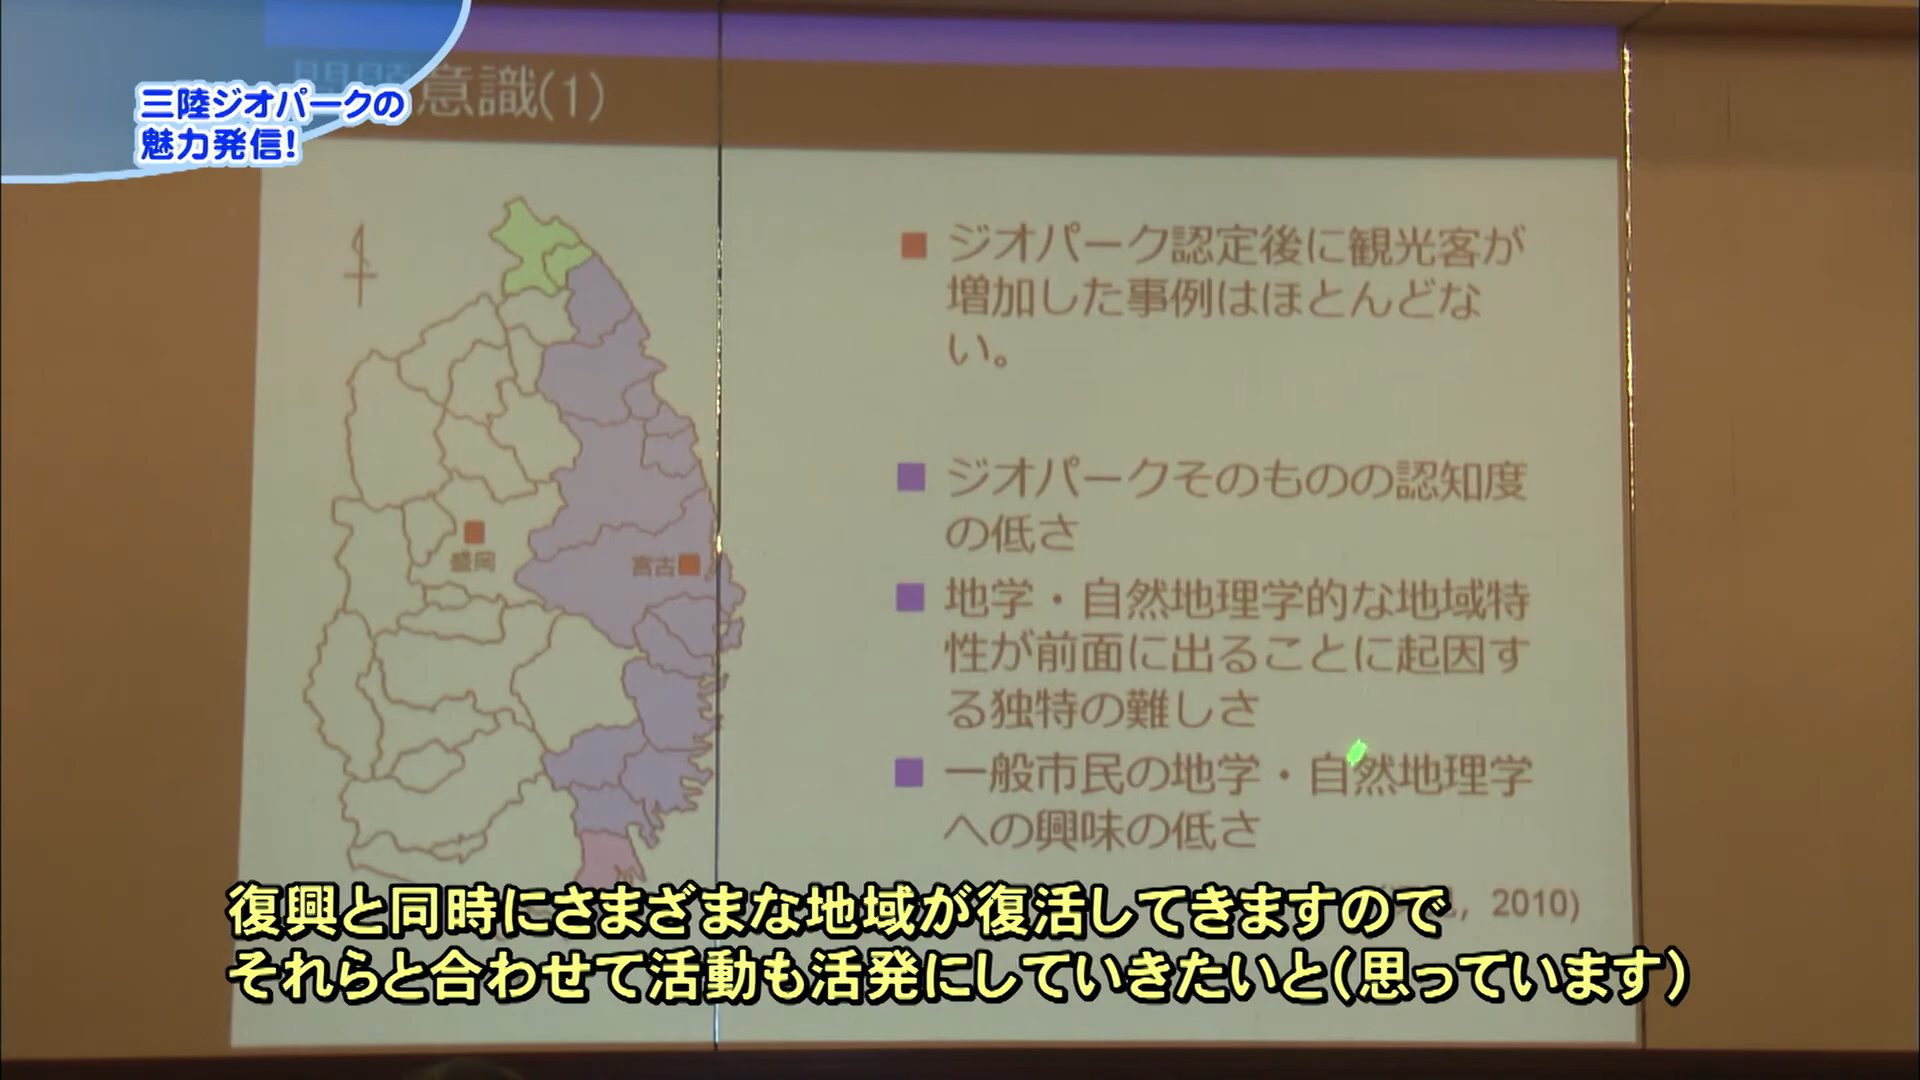 三陸ジオパークの
魅力発信!
問題意識(1)
ジオパーク認定後に観光客が
増加した事例はほとんどな
い。
ジオパークそのものの認知度
の低さ
地学・自然地理学的な地域特
性が前面に出ることに起因す
る独特の難しさ
一般市民の地学・自然地理学
への興味の低さ
盛岡
宮古
, 2010)
復興と同時にさまざまな地域が復活してきますので
それらと合わせて活動も活発にしていきたいと(思っています)